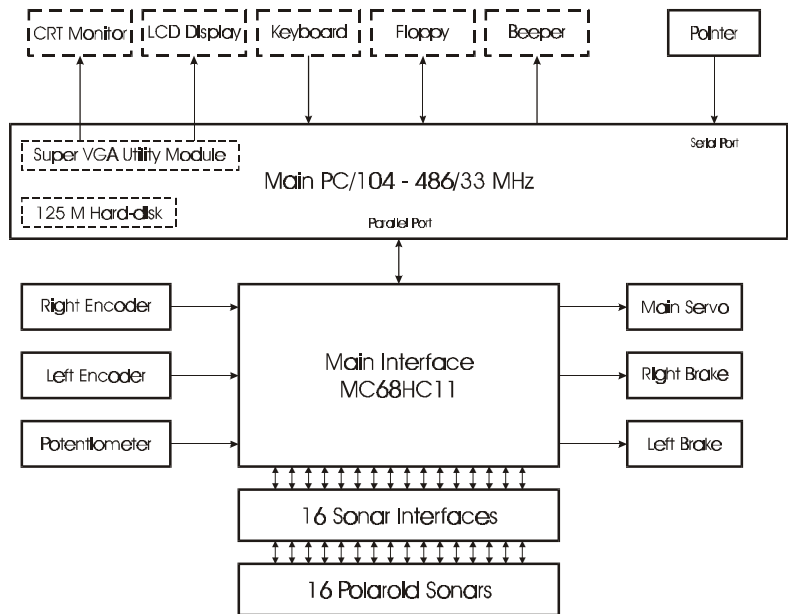 CRT Monitor
LCD Display
Keyboard
Floppy
Beeper
Pointer
Super VGA Utility Module
Serial Port
Main PC/104 - 486/33 MHz
125 M Hard-disk
Parallel Port
Right Encoder
Main Servo
Left Encoder
Main Interface
MC68HC11
Right Brake
Potentiometer
Left Brake
16 Sonar Interfaces
16 Polaroid Sonars